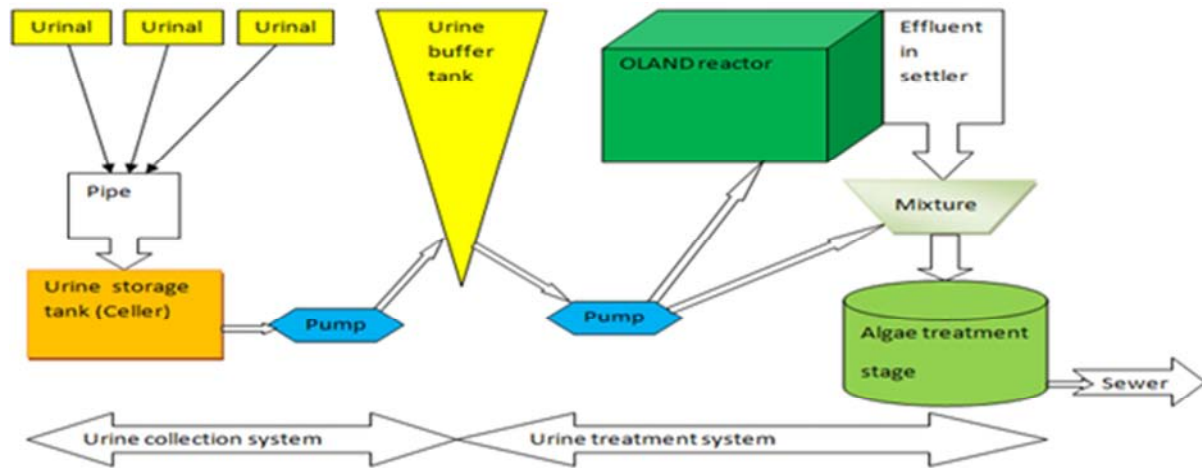 Urinal
Urinal
Urinal
Urine
buffer
tank
OLAND reactor
Effluent
in
settler
Pipe
Mixture
Urine storage
tank (Celler)
Pump
Pump
Algae treatment
stage
Sewer
Urine collection system
Urine treatment system